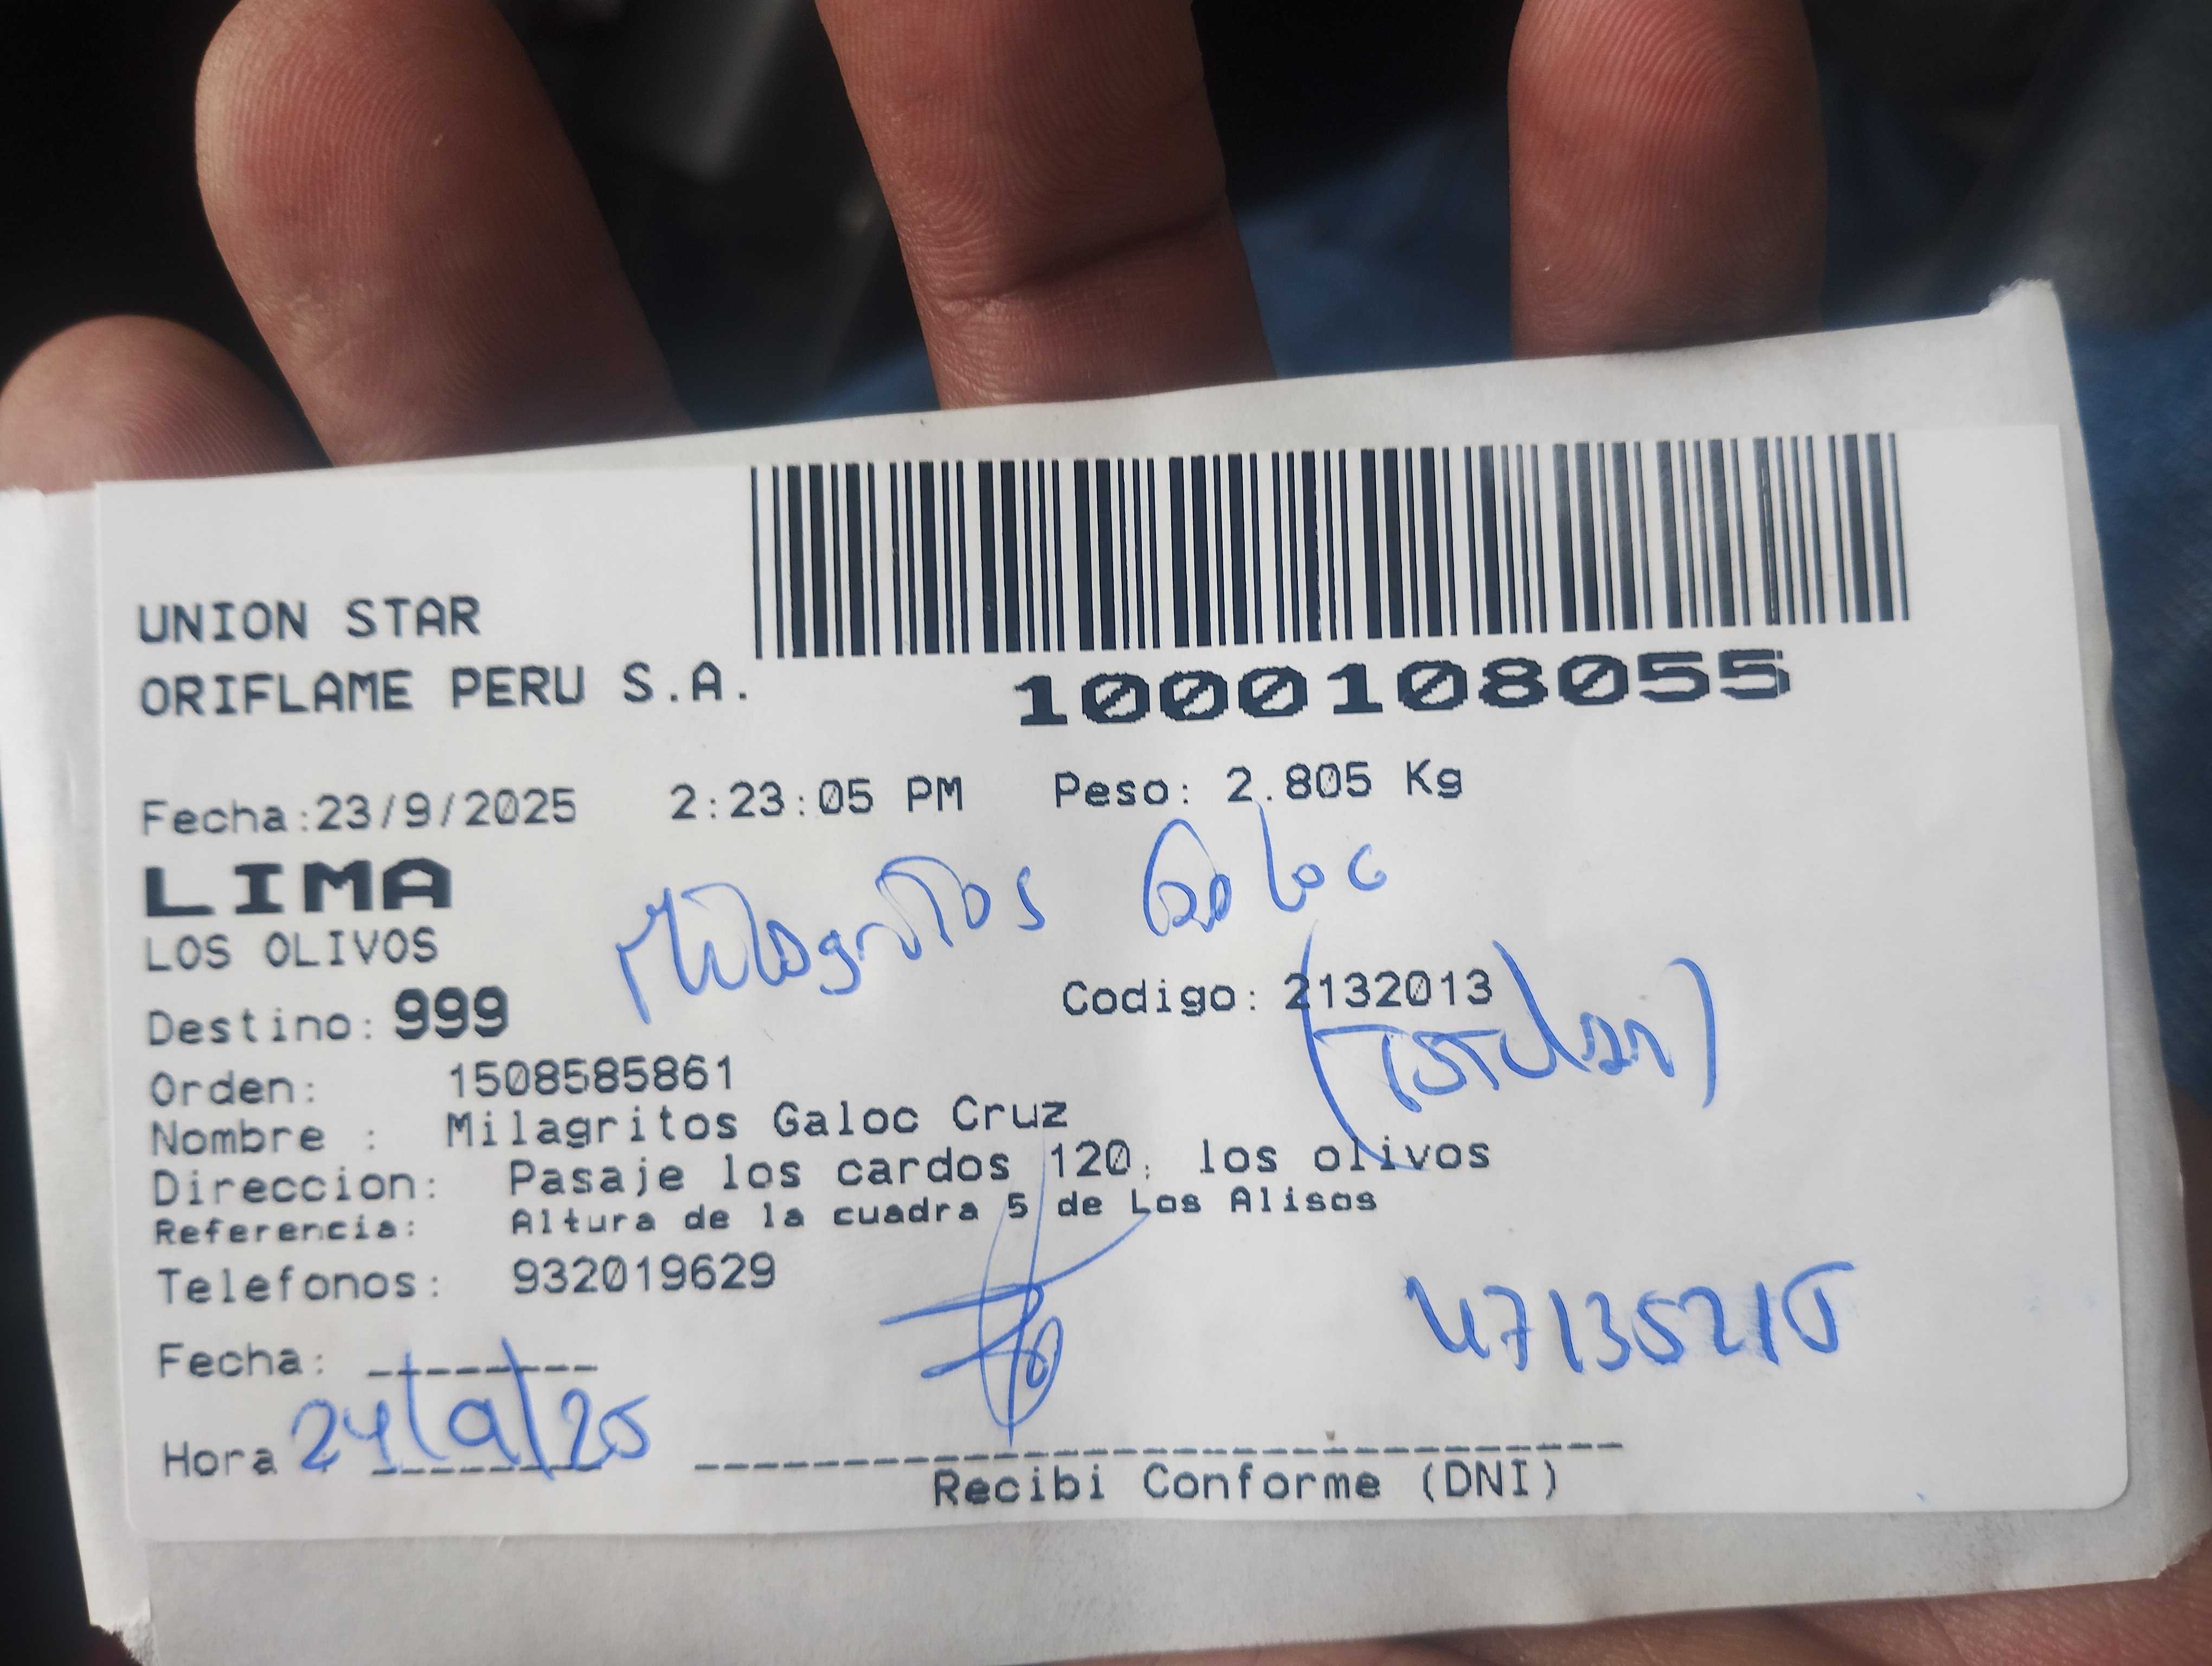 UNION STAR
ORIFLAME PERU S.A.
1000108055
Fecha:23/9/2025 2:23:05 PM Peso: 2.805 Kg
LIMA
Milagritos Galoc
LOS OLIVOS
Codigo: 2132013
Destino: 999
(Titular)
Orden: 1508585861
Nombre : Milagritos Galoc Cruz
Direccion: Pasaje los cardos 120, los olivos
Referencia: Altura de la cuadra 5 de Los Alisos
Telefonos: 932019629
47135215
Fecha: --------
24/9/25
Hora
Recibi Conforme (DNI)